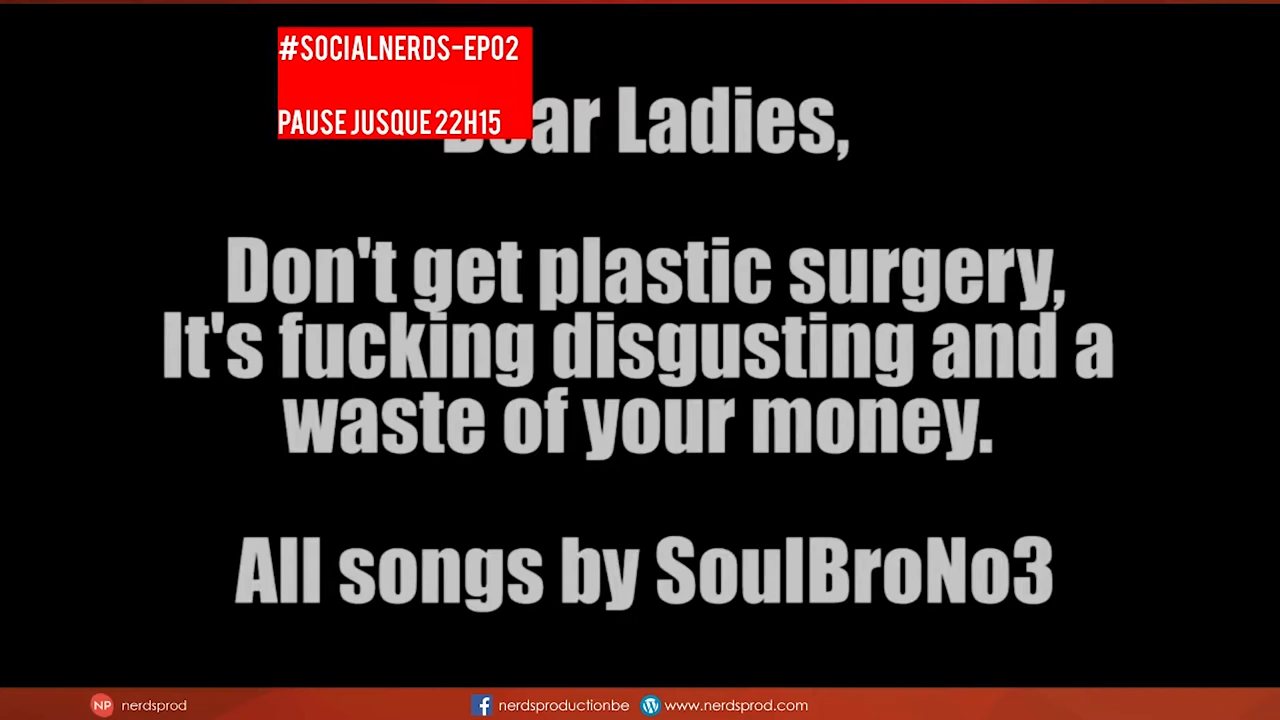 #SOCIALNERDS-EP02
PAUSE JUSQUE 22H15
Dear Ladies,
Don't get plastic surgery,
It's fucking disgusting and a
waste of your money.
All songs by SoulBroNo3
NP nerdsprod
nerdsproductionbe www.nerdsprod.com